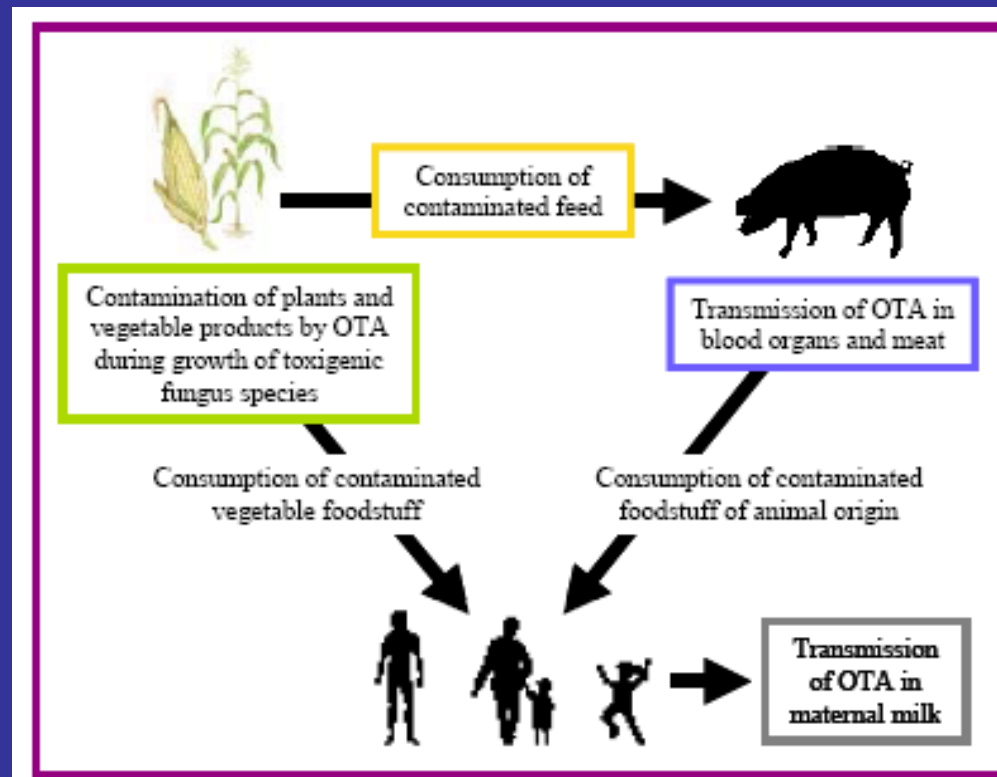 Consumption of
contaminated feed
Contamination of plants and
vegetable products by OTA
during growth of toxigenic
fungus species
Transmission of OTA in
blood organs and meat
Consumption of contaminated
vegetable foodstuff
Consumption of contaminated
foodstuff of animal origin
Transmission
of OTA in
maternal milk